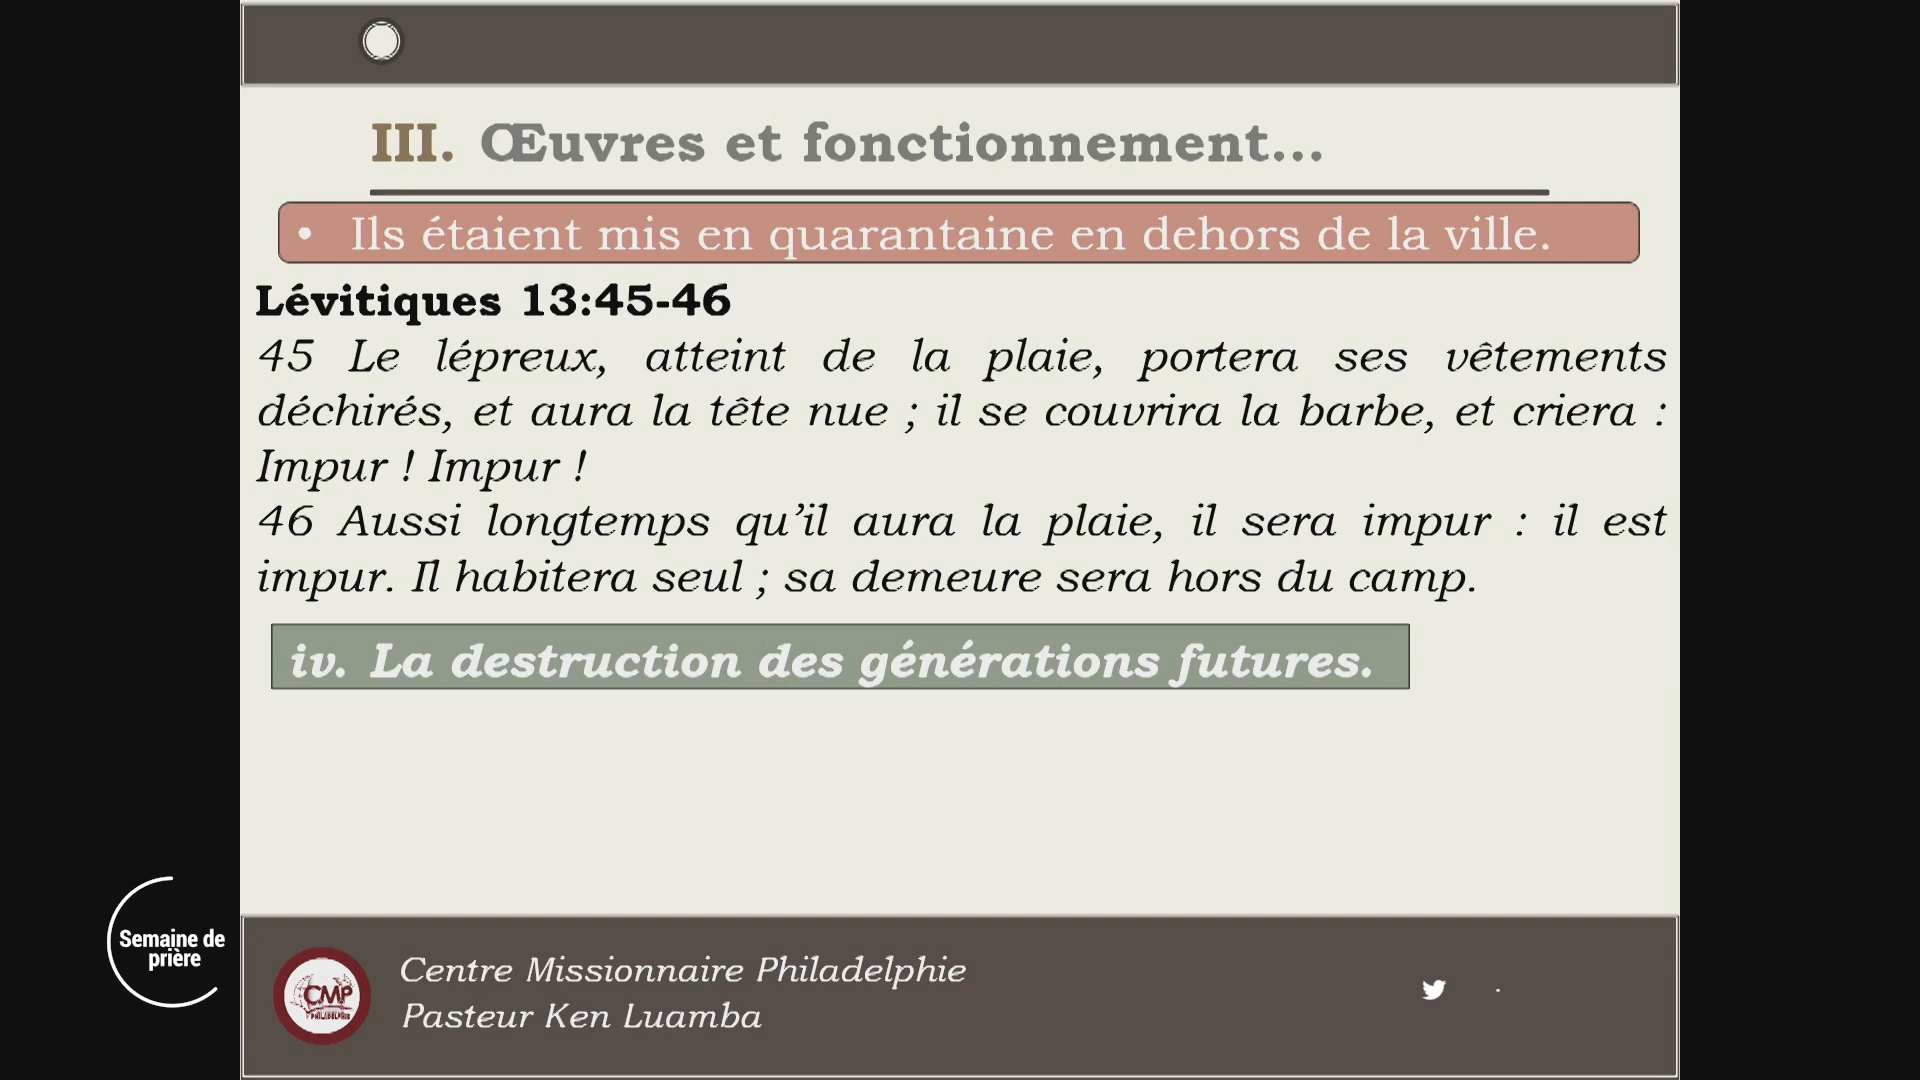 III. Œuvres et fonctionnement...
• Ils étaient mis en quarantaine en dehors de la ville.
Lévitiques 13:45-46
45 Le lépreux, atteint de la plaie, portera ses vêtements
déchirés, et aura la tête nue ; il se couvrira la barbe, et criera :
Impur ! Impur !
46 Aussi longtemps qu’il aura la plaie, il sera impur : il est
impur. Il habitera seul ; sa demeure sera hors du camp.
iv. La destruction des générations futures.
Semaine de
prière
CMP
PHILADELPHIE
Centre Missionnaire Philadelphie
Pasteur Ken Luamba